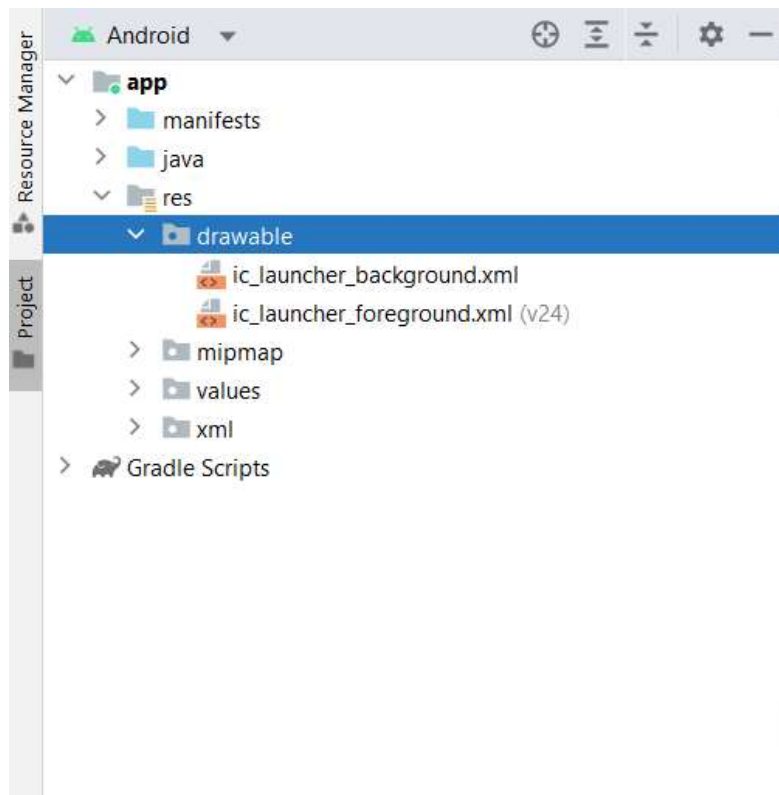 Resource Manager
Project
Android
app
manifests
java
res
drawable
ic_launcher_background.xml
ic_launcher_foreground.xml (v24)
mipmap
values
xml
Gradle Scripts